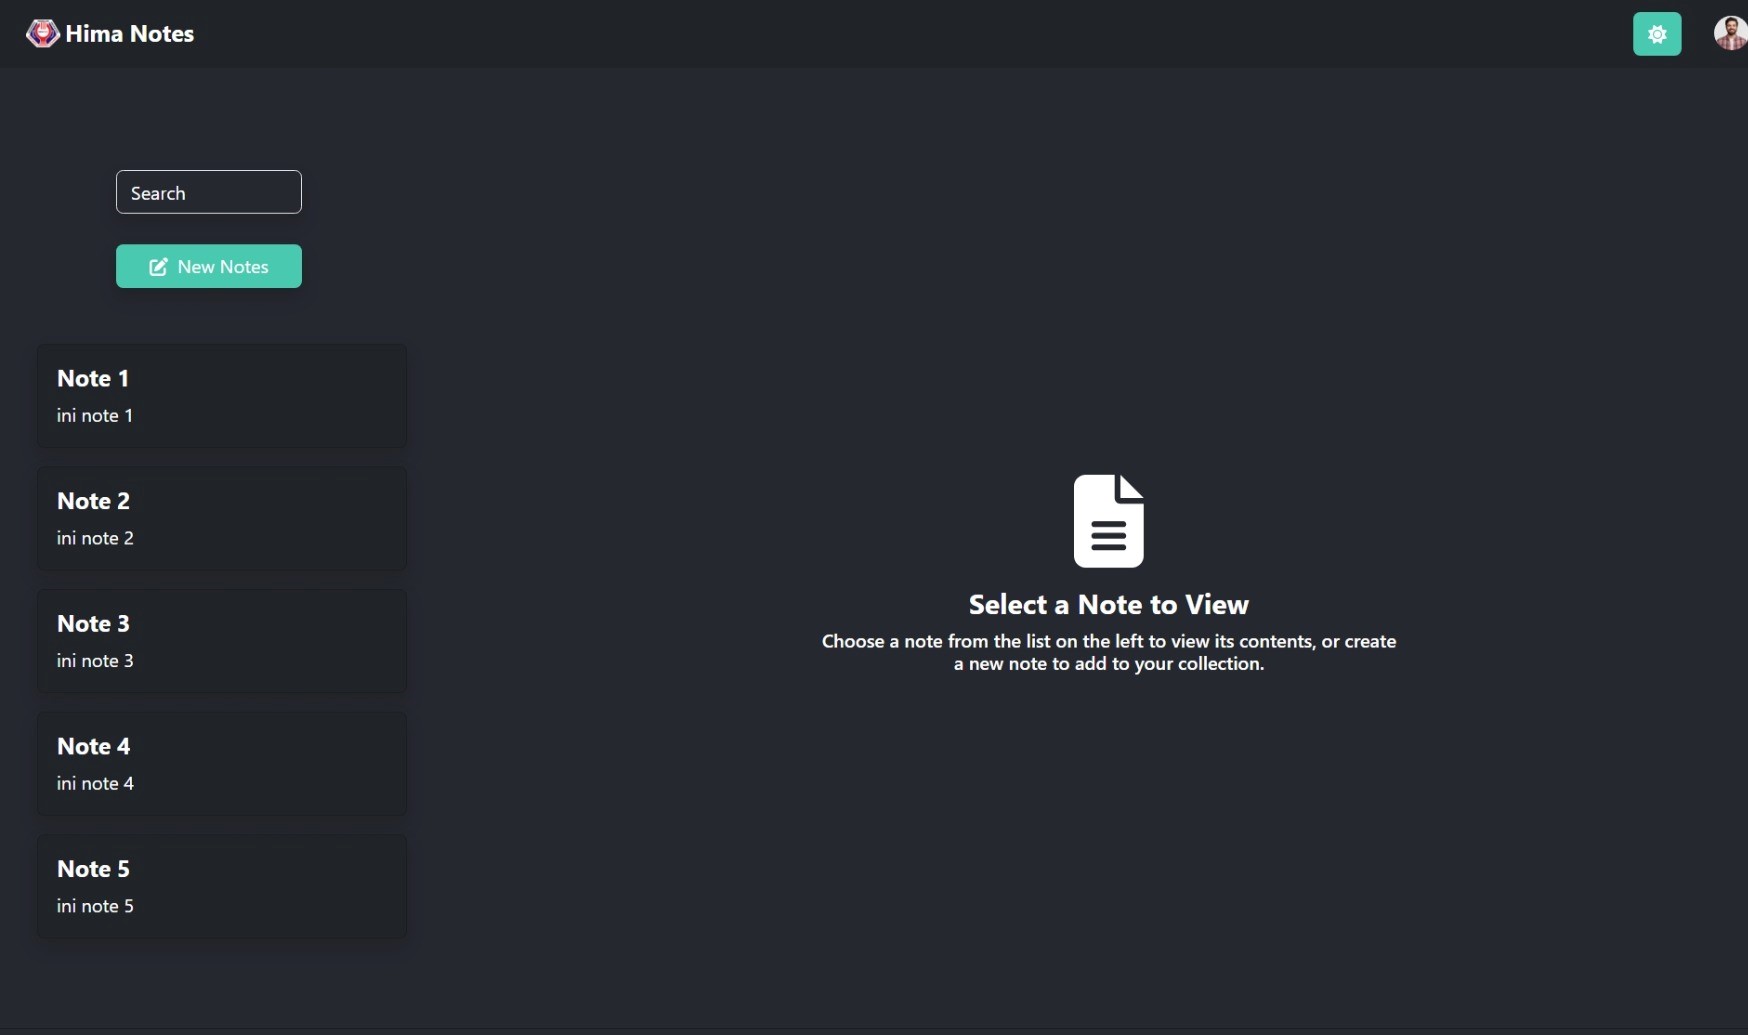 Hima Notes
Search
New Notes
Note 1
ini note 1
Note 2
ini note 2
Note 3
ini note 3
Note 4
ini note 4
Note 5
ini note 5
Select a Note to View
Choose a note from the list on the left to view its contents, or create
a new note to add to your collection.